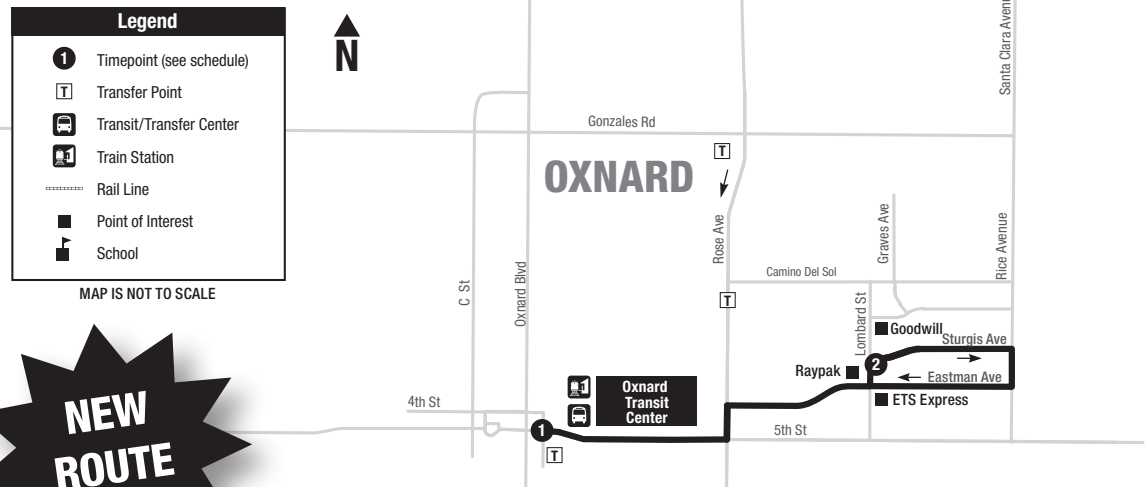 Legend
1 Timepoint (see schedule)
T Transfer Point
Transit/Transfer Center
Train Station
Rail Line
Point of Interest
School
MAP IS NOT TO SCALE
NEW
ROUTE
N
OXNARD
Gonzales Rd
Santa Clara Avenu
T
Rose Ave
Graves Ave
Rice Avenue
Camino Del Sol
C St
Oxnard Blvd
T
Lombard St
Goodwill
Sturgis Ave
2
Raypak
Eastman Ave
ETS Express
Oxnard
Transit
Center
4th St
1
5th St
T